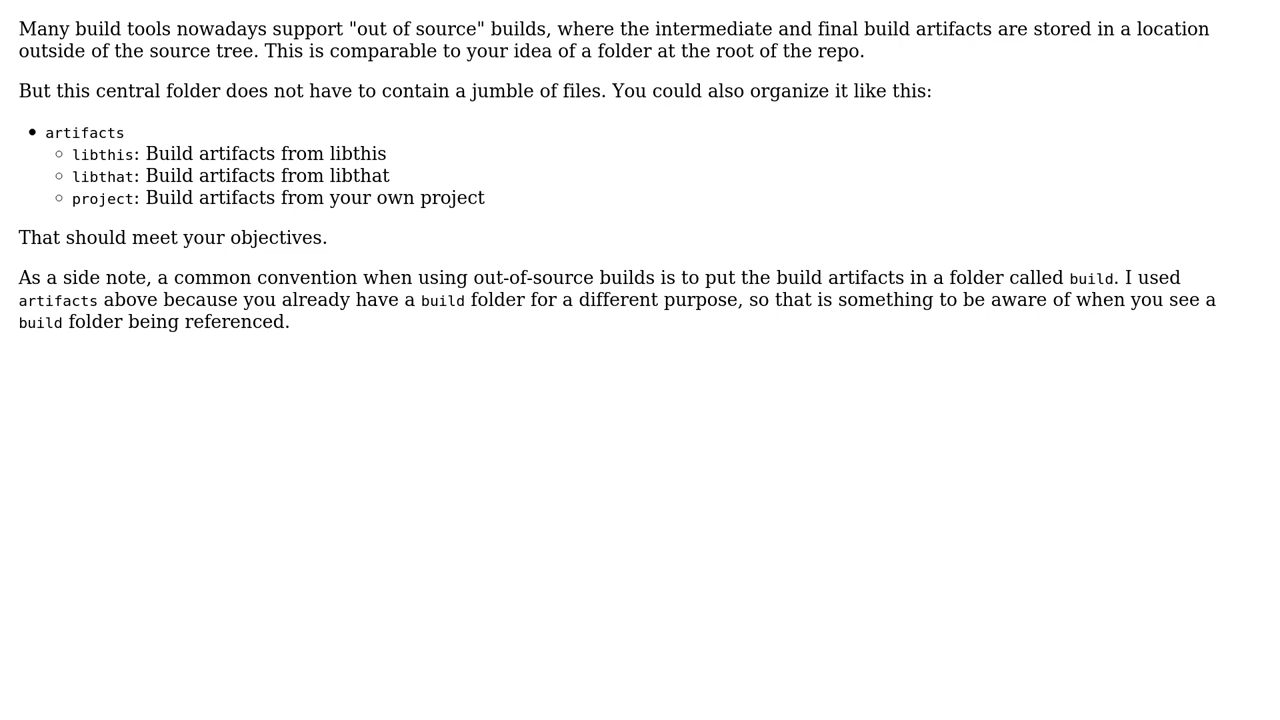 Many build tools nowadays support "out of source" builds, where the intermediate and final build artifacts are stored in a location
outside of the source tree. This is comparable to your idea of a folder at the root of the repo.
But this central folder does not have to contain a jumble of files. You could also organize it like this:
artifacts
libthis: Build artifacts from libthis
libthat: Build artifacts from libthat
project: Build artifacts from your own project
That should meet your objectives.
As a side note, a common convention when using out-of-source builds is to put the build artifacts in a folder called build. I used
artifacts above because you already have a build folder for a different purpose, so that is something to be aware of when you see a
build folder being referenced.